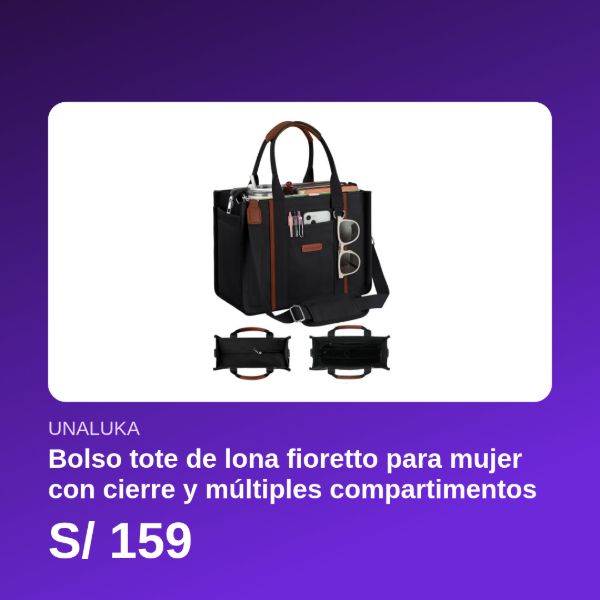 UNALUKA
Bolso tote de lona fioretto para mujer
con cierre y múltiples compartimentos
S/ 159